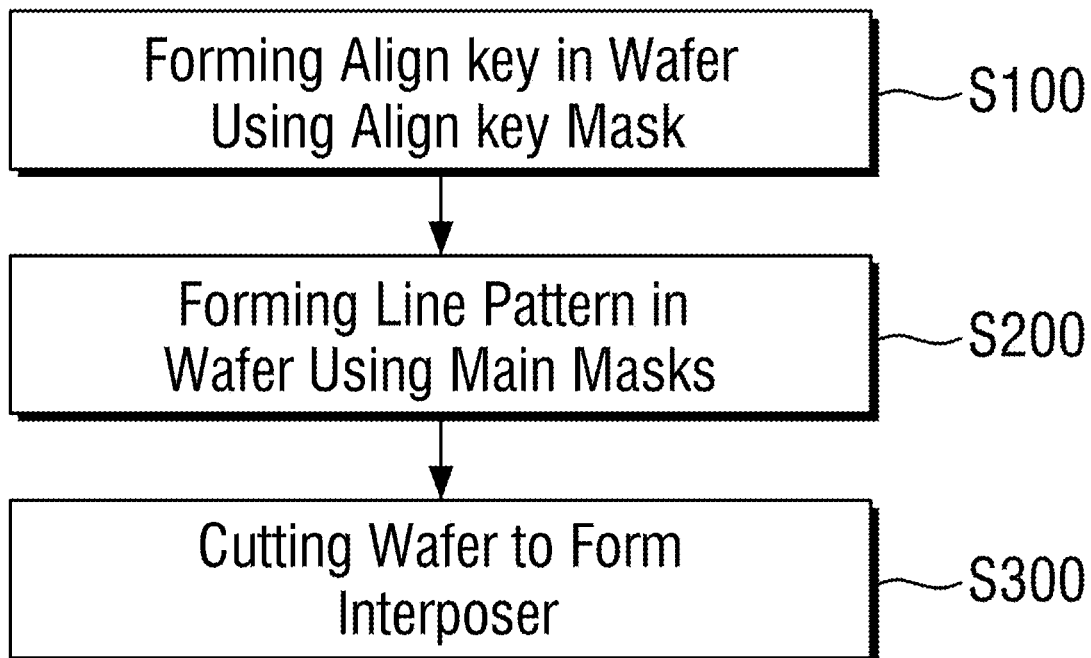 Forming Align key in Wafer
Using Align key Mask
S100
Forming Line Pattern in
Wafer Using Main Masks
S200
Cutting Wafer to Form
Interposer
S300